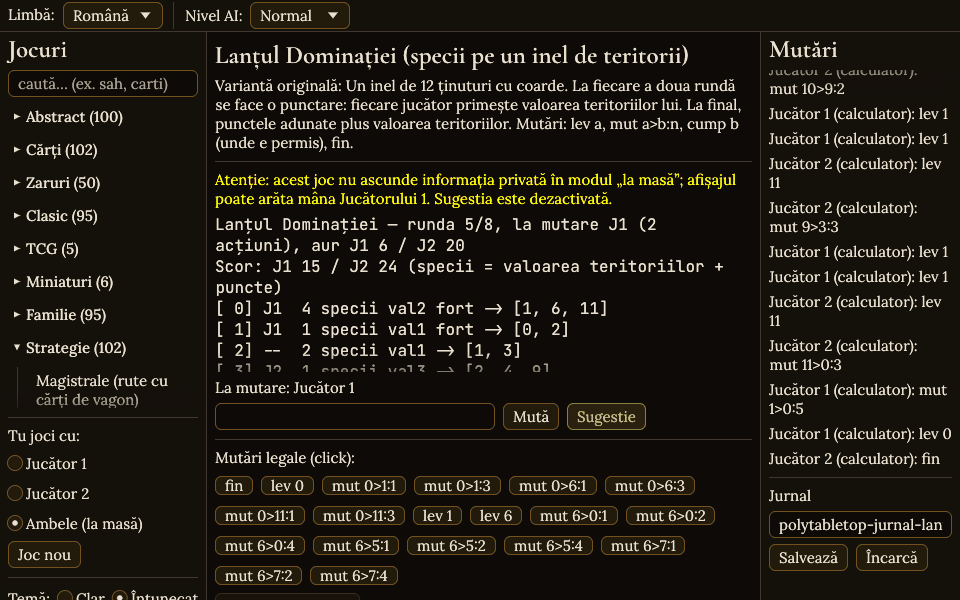 Limbă: Română ▼ Nivel AI: Normal ▼
Jocuri
caută... (ex. sah, carti)
▸ Abstract (100)
▸ Cărți (102)
▸ Zaruri (50)
▸ Clasic (95)
▸ TCG (5)
▸ Miniaturi (6)
▸ Familie (95)
▾ Strategie (102)
Magistrale (rute cu
cărți de vagon)
Tu joci cu:
Jucător 1
Jucător 2
Ambele (la masă)
Joc nou
Temă: Clar Întunecat
Lanțul Dominației (specii pe un inel de teritorii)
Variantă originală: Un inel de 12 ținuturi cu coarde. La fiecare a doua rundă
se face o punctare: fiecare jucător primește valoarea teritoriilor lui. La final,
punctele adunate plus valoarea teritoriilor. Mutări: lev a, mut a>b:n, cump b
(unde e permis), fin.
Atenție: acest joc nu ascunde informația privată în modul „la masă”; afișajul
poate arăta mâna Jucătorului 1. Sugestia este dezactivată.
Lanțul Dominației — runda 5/8, la mutare J1 (2
acțiuni), aur J1 6 / J2 20
Scor: J1 15 / J2 24 (specii = valoarea teritoriilor +
puncte)
[ 0] J1  4 specii val2 fort → [1, 6, 11]
[ 1] J1  1 specii val1 fort → [0, 2]
[ 2] --  2 specii val1 → [1, 3]
[ 3] J2  1 specii val3 → [2, 4, 9]
La mutare: Jucător 1
Mută Sugestie
Mutări legale (click):
fin lev 0 mut 0>1:1 mut 0>1:3 mut 0>6:1 mut 0>6:3
mut 0>11:1 mut 0>11:3 lev 1 lev 6 mut 6>0:1 mut 6>0:2
mut 6>0:4 mut 6>5:1 mut 6>5:2 mut 6>5:4 mut 6>7:1
mut 6>7:2 mut 6>7:4
Mutări
Jucător 2 (calculator):
mut 10>9:2
Jucător 1 (calculator): lev 1
Jucător 1 (calculator): lev 1
Jucător 2 (calculator): lev
11
Jucător 2 (calculator):
mut 9>3:3
Jucător 1 (calculator): lev 1
Jucător 1 (calculator): lev 1
Jucător 2 (calculator): lev
11
Jucător 2 (calculator):
mut 11>0:3
Jucător 1 (calculator): mut
1>0:5
Jucător 1 (calculator): lev 0
Jucător 2 (calculator): fin
Jurnal
polytabletop-jurnal-lan
Salvează Încarcă